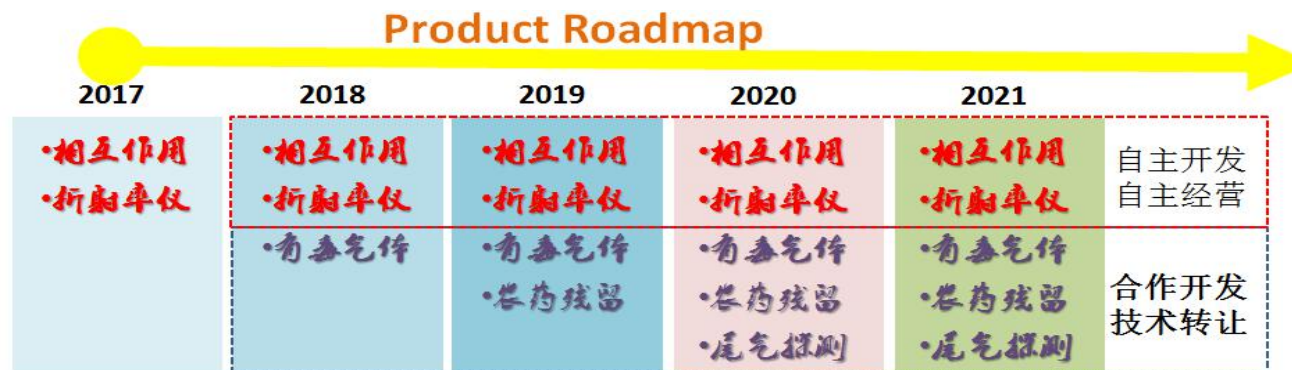 Product Roadmap
2017 2018 2019 2020 2021
•相互作用 •相互作用 •相互作用 •相互作用 •相互作用 自主开发
•折射率仪 •折射率仪 •折射率仪 •折射率仪 •折射率仪 自主经营
•有毒气体 •有毒气体 •有毒气体 •有毒气体
•农药残留 •农药残留 •农药残留 合作开发
•尾气探测 •尾气探测 技术转让